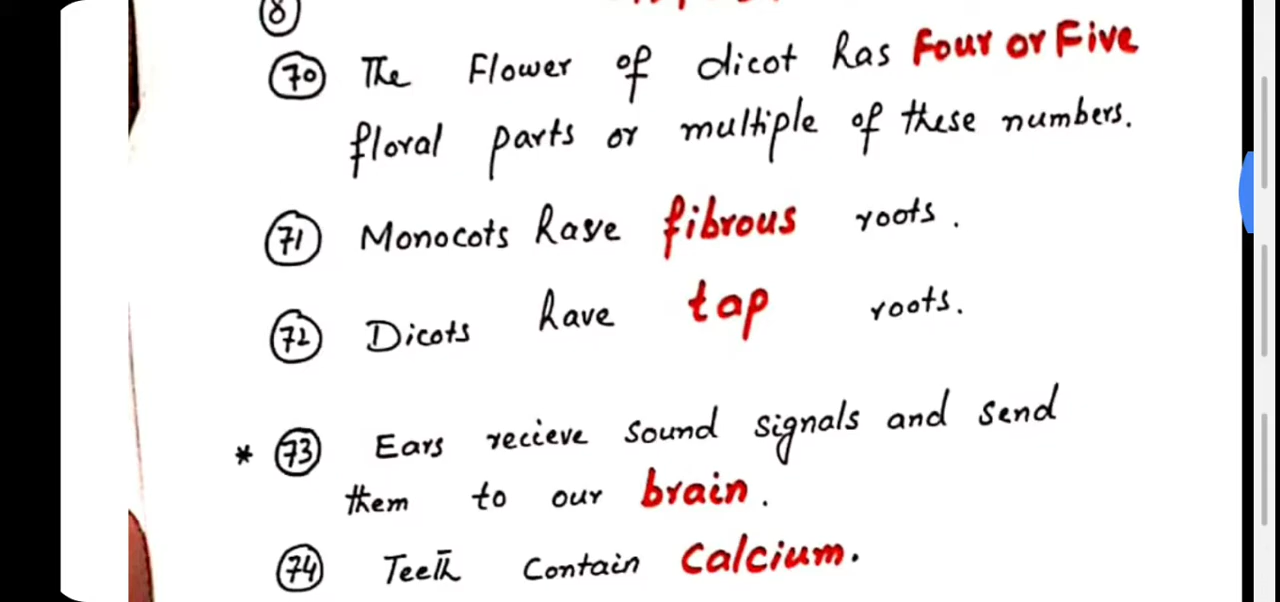 8
70 The Flower of dicot has Four or Five
floral parts or multiple of these numbers.
71 Monocots have fibrous roots.
72 Dicots have tap roots.
* 73 Ears recieve sound signals and send
them to our brain.
74 Teeth contain Calcium.